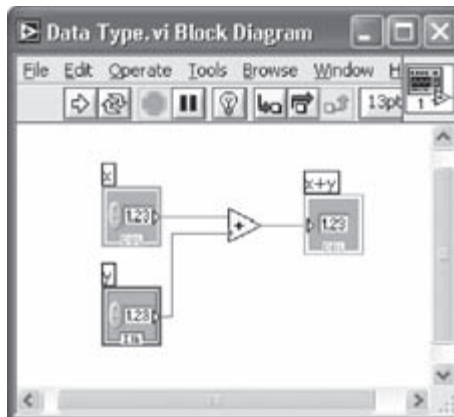 Data Type.vi Block Diagram
File Edit Operate Tools Browse Window H
13pt
1
x
1.23
y
1.23
I16
+
x+y
1.23